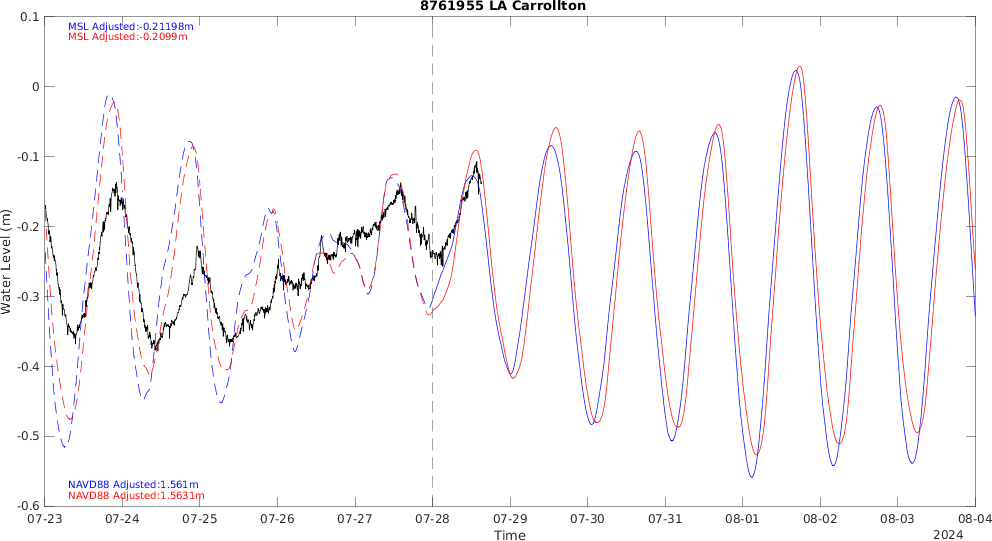 8761955 LA Carrollton
MSL Adjusted:-0.21198m
MSL Adjusted:-0.2099m
0.1
0
-0.1
-0.2
-0.3
-0.4
-0.5
-0.6
Water Level (m)
NAVD88 Adjusted:1.561m
NAVD88 Adjusted:1.5631m
07-23 07-24 07-25 07-26 07-27 07-28 07-29 07-30 07-31 08-01 08-02 08-03 08-04
Time
2024